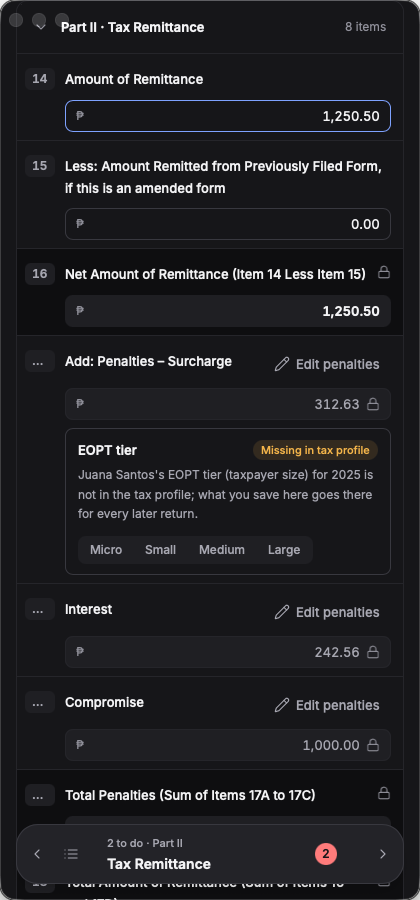 Part II · Tax Remittance
8 items
14
Amount of Remittance
₱
1,250.50
15
Less: Amount Remitted from Previously Filed Form,
if this is an amended form
₱
0.00
16
Net Amount of Remittance (Item 14 Less Item 15)
₱
1,250.50
...
Add: Penalties – Surcharge
Edit penalties
₱
312.63
EOPT tier
Missing in tax profile
Juana Santos's EOPT tier (taxpayer size) for 2025 is
not in the tax profile; what you save here goes there
for every later return.
Micro
Small
Medium
Large
...
Interest
Edit penalties
₱
242.56
...
Compromise
Edit penalties
₱
1,000.00
...
Total Penalties (Sum of Items 17A to 17C)
2 to do · Part II
Tax Remittance
2